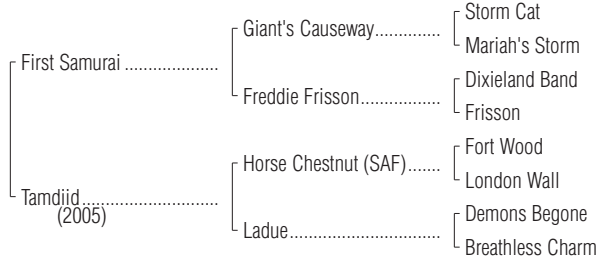 Storm Cat
Giant's Causeway..............
Mariah's Storm
First Samurai ....................
Dixieland Band
Freddie Frisson.................
Frisson
Fort Wood
Horse Chestnut (SAF).......
London Wall
Tamdiid.............................
(2005)
Demons Begone
Ladue................................
Breathless Charm